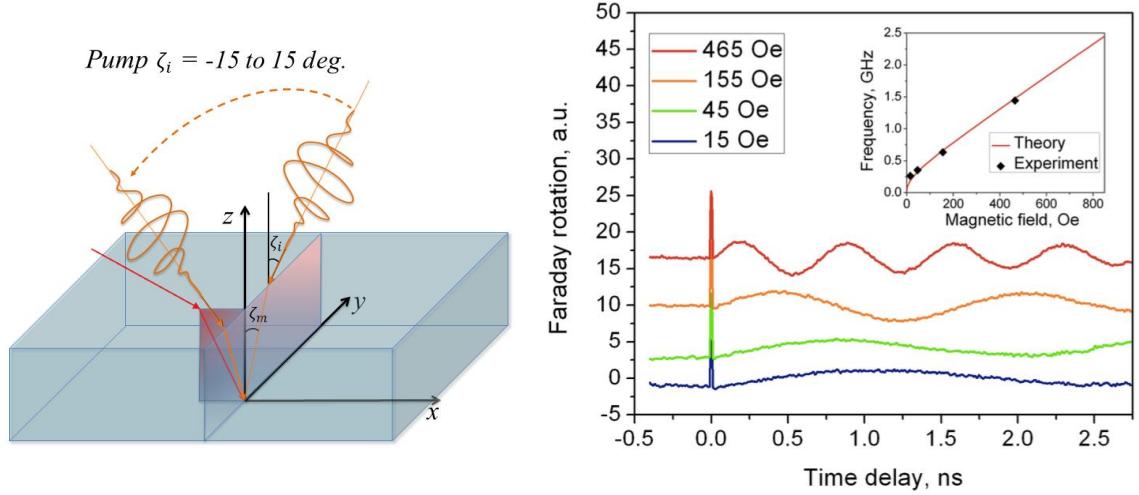 Pump ζi = -15 to 15 deg.
z
ζi
ζm
y
x
50
45
40
35
30
25
20
15
10
5
0
-5
Faraday rotation, a.u.
465 Oe
155 Oe
45 Oe
15 Oe
2.5
2.0
1.5
1.0
0.5
0.0
Frequency, GHz
Theory
Experiment
0 200 400 600 800
Magnetic field, Oe
-0.5 0.0 0.5 1.0 1.5 2.0 2.5
Time delay, ns